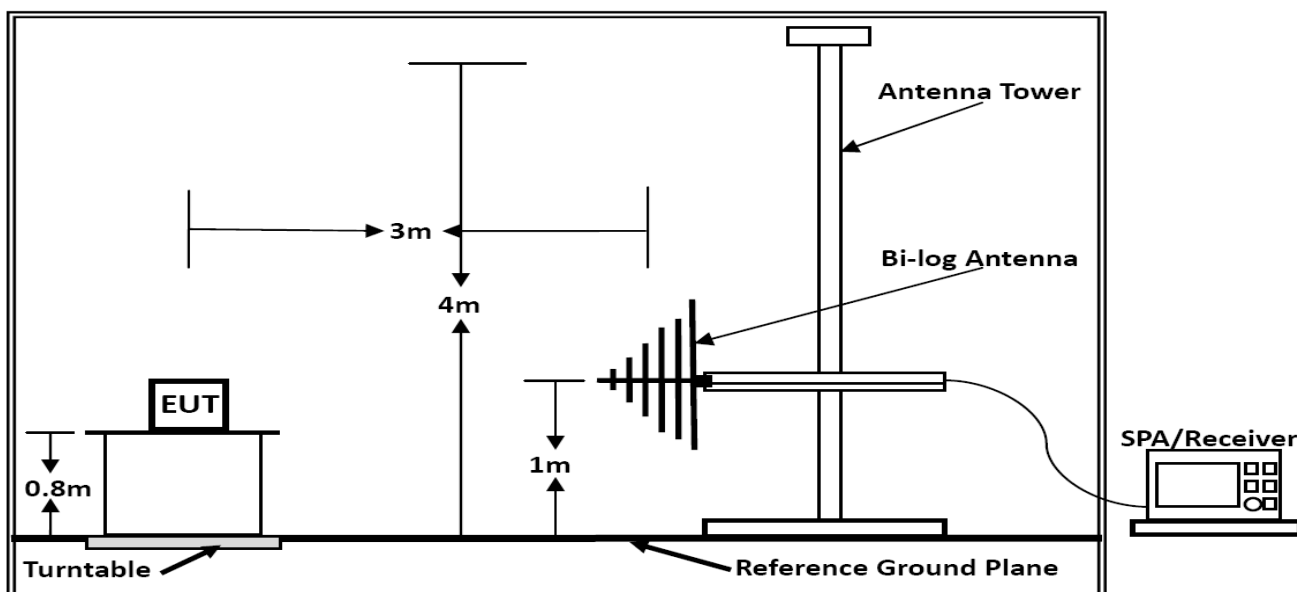 Antenna Tower
3m
Bi-log Antenna
4m
EUT
SPA/Receiver
1m
0.8m
Turntable
Reference Ground Plane